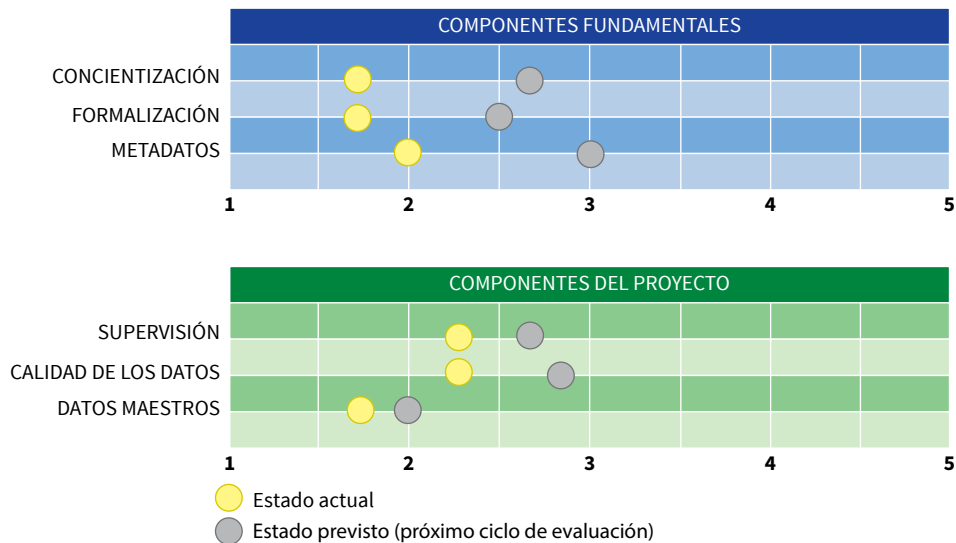 COMPONENTES FUNDAMENTALES
CONCIENTIZACIÓN
FORMALIZACIÓN
METADATOS
1 2 3 4 5
COMPONENTES DEL PROYECTO
SUPERVISIÓN
CALIDAD DE LOS DATOS
DATOS MAESTROS
1 2 3 4 5
Estado actual
Estado previsto (próximo ciclo de evaluación)